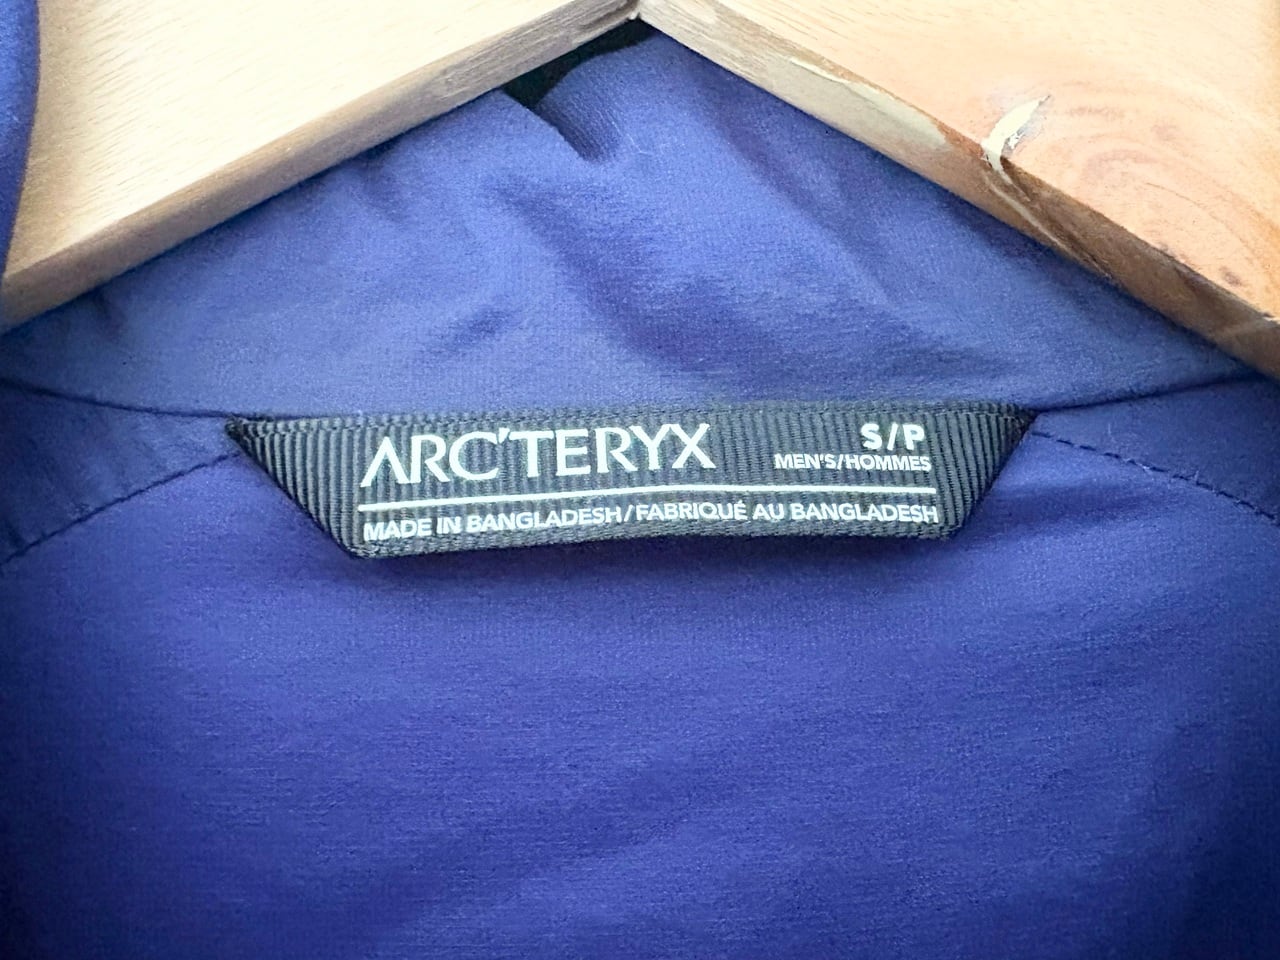 ARC'TERYX
S/P
MEN'S/HOMMES
MADE IN BANGLADESH/FABRIQUÉ AU BANGLADESH